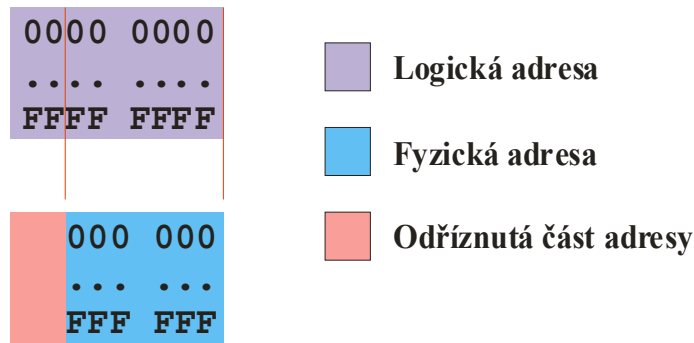 0000 0000
.... ....
FFFF FFFF
000 000
... ...
FFF FFF
Logická adresa
Fyzická adresa
Odříznutá část adresy